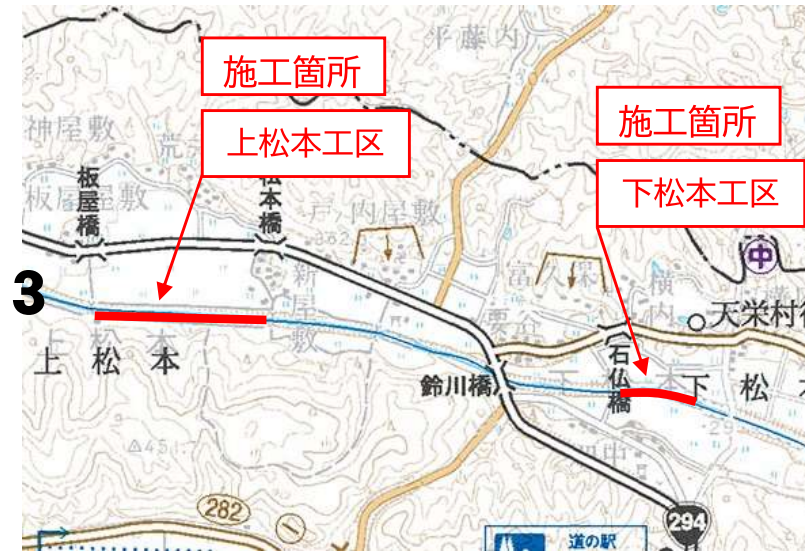 平藤内
施工箇所
上松本工区
施工箇所
下松本工区
神屋敷
板屋橋
松本橋
戸ノ内屋敷
富久保
横内
中
天栄村
新屋敷
3
上松本
鈴川橋
石仏橋
下松
282
294
道の駅